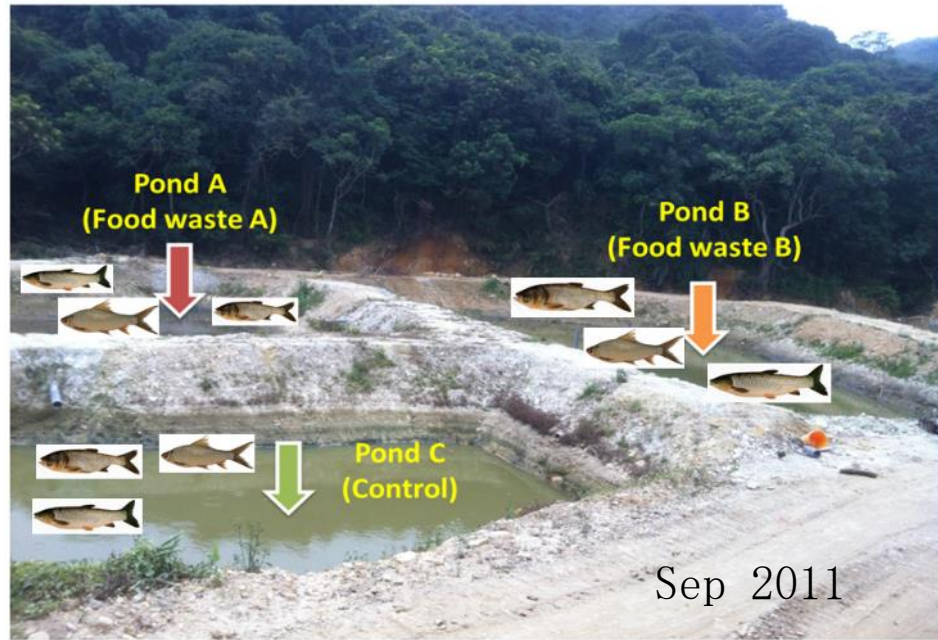 Pond A
(Food waste A)
Pond B
(Food waste B)
Pond C
(Control)
Sep 2011